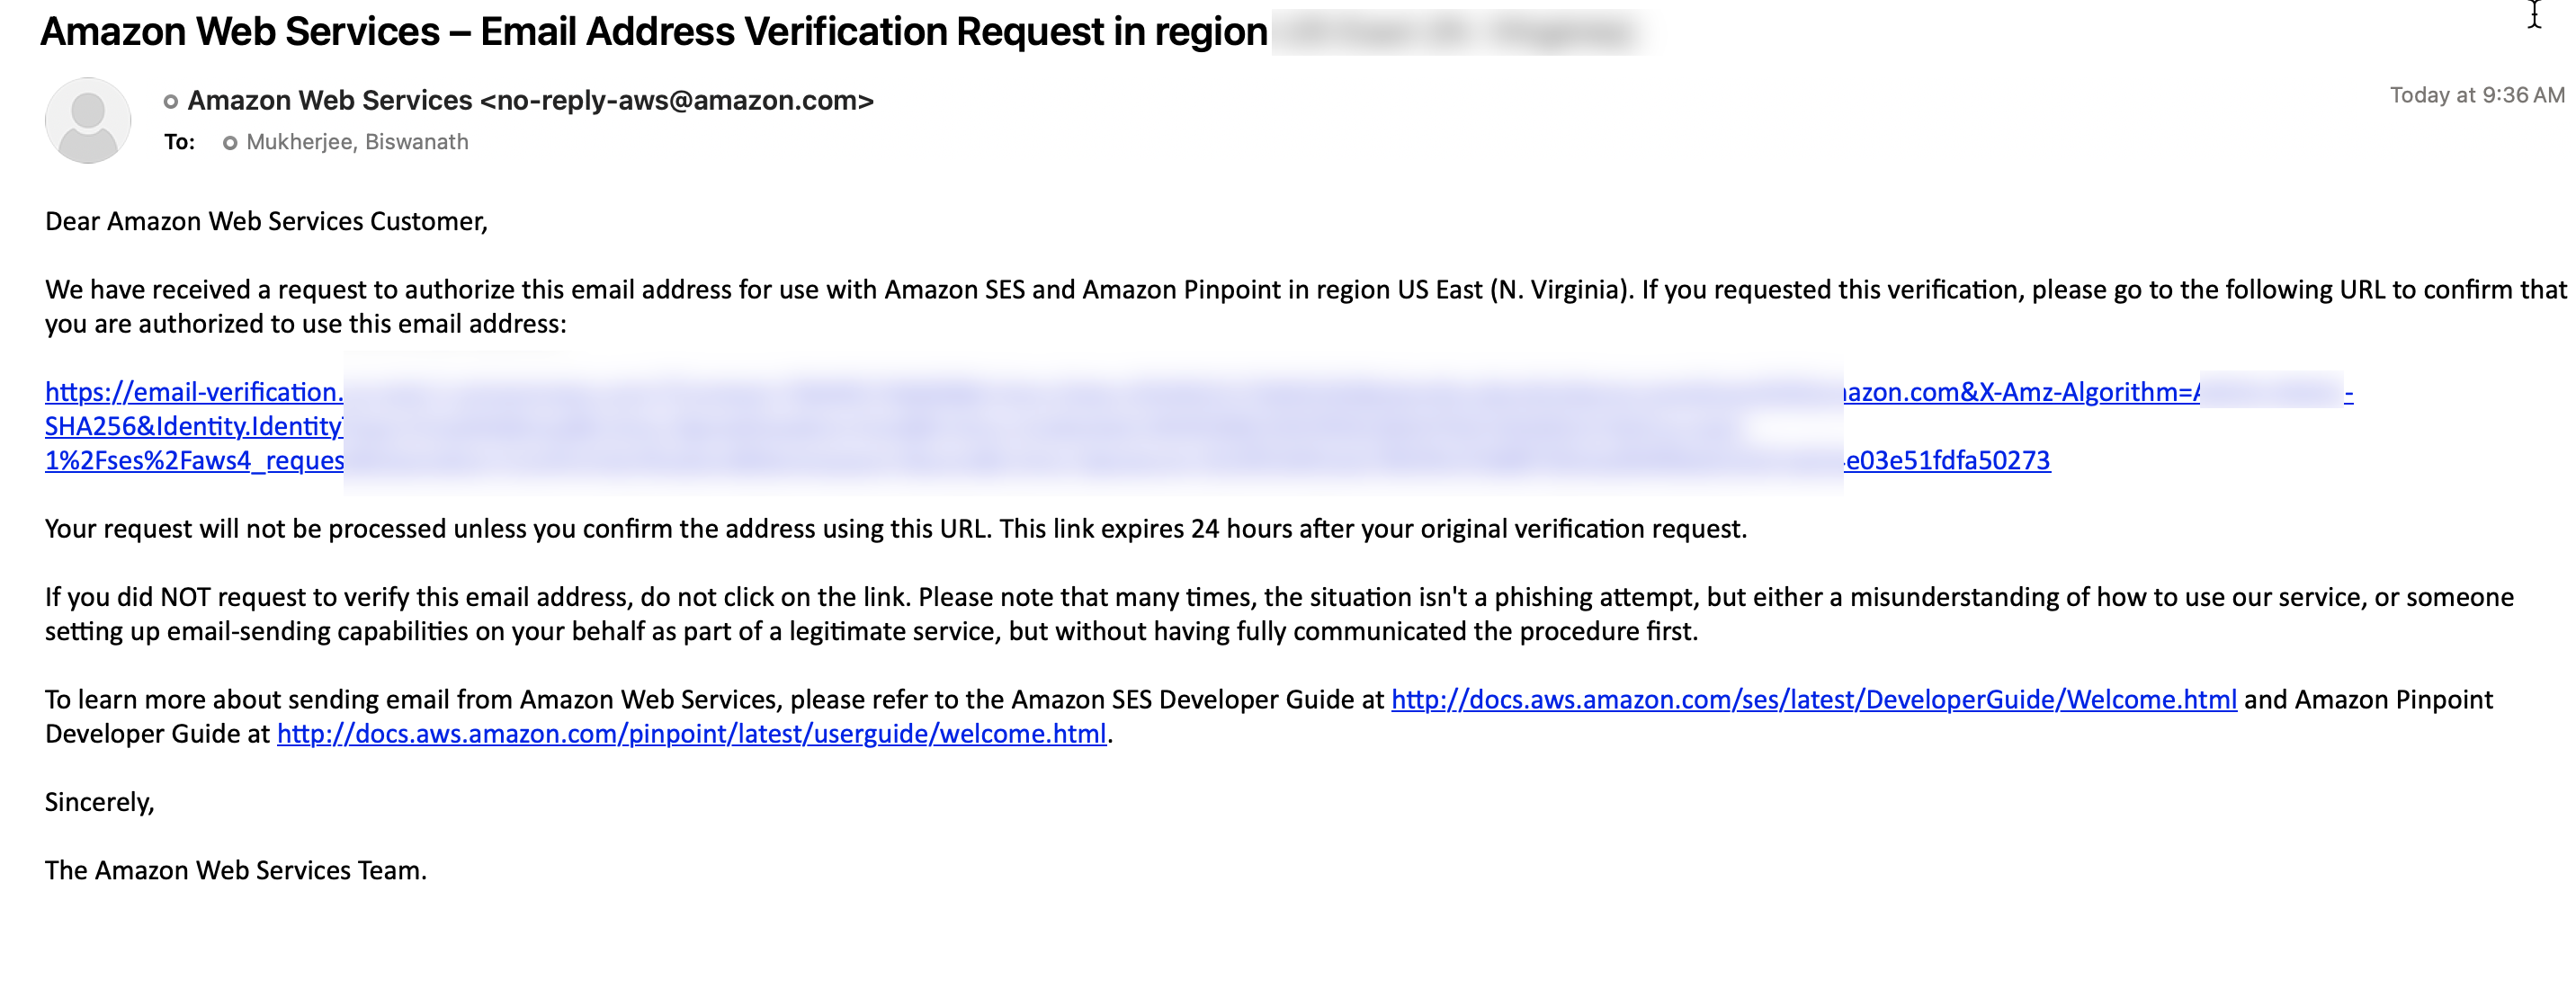 Amazon Web Services – Email Address Verification Request in region
Amazon Web Services <no-reply-aws@amazon.com>
Today at 9:36 AM
To: Mukherjee, Biswanath
Dear Amazon Web Services Customer,
We have received a request to authorize this email address for use with Amazon SES and Amazon Pinpoint in region US East (N. Virginia). If you requested this verification, please go to the following URL to confirm that
you are authorized to use this email address:
https://email-verification. azon.com&X-Amz-Algorithm=A -
SHA256&Identity.Identity
1%2Fses%2Faws4_reques e03e51fdfa50273
Your request will not be processed unless you confirm the address using this URL. This link expires 24 hours after your original verification request.
If you did NOT request to verify this email address, do not click on the link. Please note that many times, the situation isn't a phishing attempt, but either a misunderstanding of how to use our service, or someone
setting up email-sending capabilities on your behalf as part of a legitimate service, but without having fully communicated the procedure first.
To learn more about sending email from Amazon Web Services, please refer to the Amazon SES Developer Guide at http://docs.aws.amazon.com/ses/latest/DeveloperGuide/Welcome.html and Amazon Pinpoint
Developer Guide at http://docs.aws.amazon.com/pinpoint/latest/userguide/welcome.html.
Sincerely,
The Amazon Web Services Team.